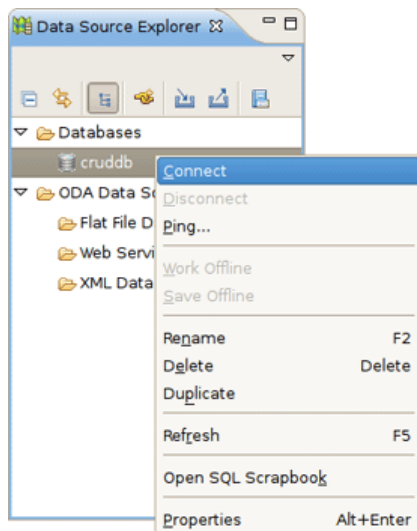 Data Source Explorer
Databases
cruddb
ODA Data So
Flat File D
Web Servi
XML Data
Connect
Disconnect
Ping...
Work Offline
Save Offline
Rename F2
Delete Delete
Duplicate
Refresh F5
Open SQL Scrapbook
Properties Alt+Enter